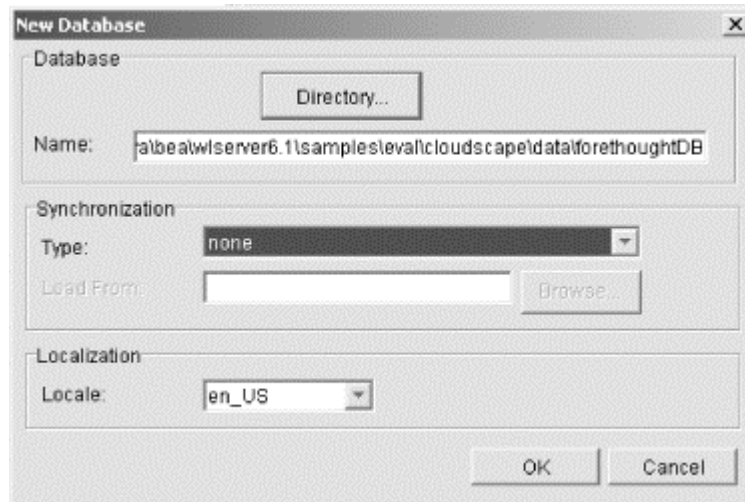 New Database
Database
Directory...
Name: a\bea\wlserver6.1\samples\eval\cloudscape\data\forethoughtDB
Synchronization
Type: none
Load From: Browse...
Localization
Locale: en_US
OK Cancel